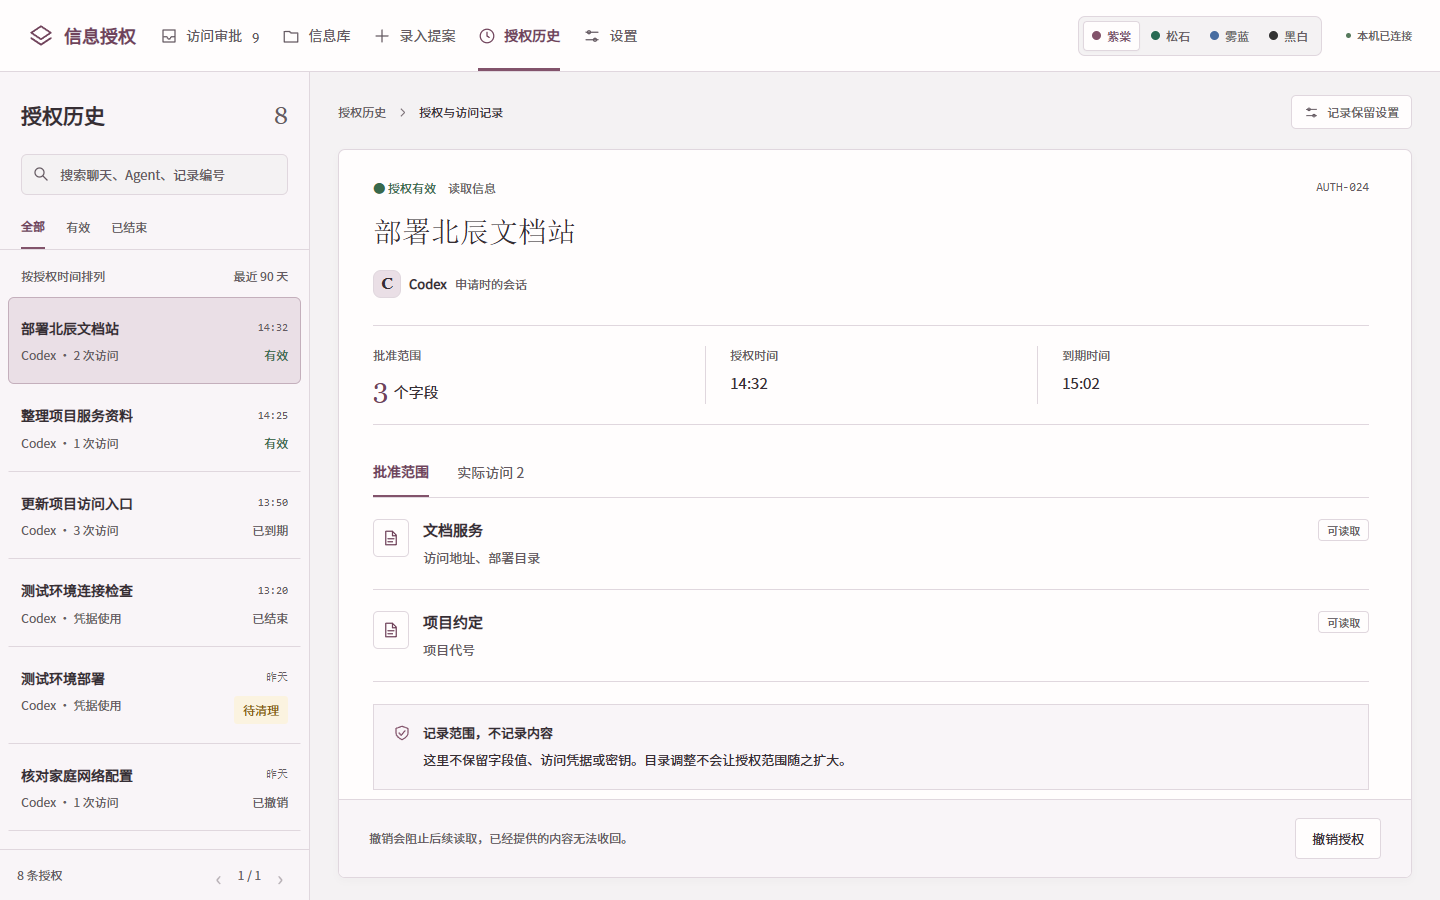 信息授权
访问审批 9
信息库
录入提案
授权历史
设置
紫棠
松石
雾蓝
黑白
本机已连接
授权历史
8
搜索聊天、Agent、记录编号
全部
有效
已结束
按授权时间排列
最近 90 天
部署北辰文档站
14:32
Codex · 2 次访问
有效
整理项目服务资料
14:25
Codex · 1 次访问
有效
更新项目访问入口
13:50
Codex · 3 次访问
已到期
测试环境连接检查
13:20
Codex · 凭据使用
已结束
测试环境部署
昨天
Codex · 凭据使用
待清理
核对家庭网络配置
昨天
Codex · 1 次访问
已撤销
8 条授权
‹ 1 / 1 ›
授权历史 > 授权与访问记录
记录保留设置
授权有效 读取信息
AUTH-024
部署北辰文档站
C Codex 申请时的会话
批准范围
3 个字段
授权时间
14:32
到期时间
15:02
批准范围
实际访问 2
文档服务
访问地址、部署目录
可读取
项目约定
项目代号
可读取
记录范围，不记录内容
这里不保留字段值、访问凭据或密钥。目录调整不会让授权范围随之扩大。
撤销会阻止后续读取，已经提供的内容无法收回。
撤销授权